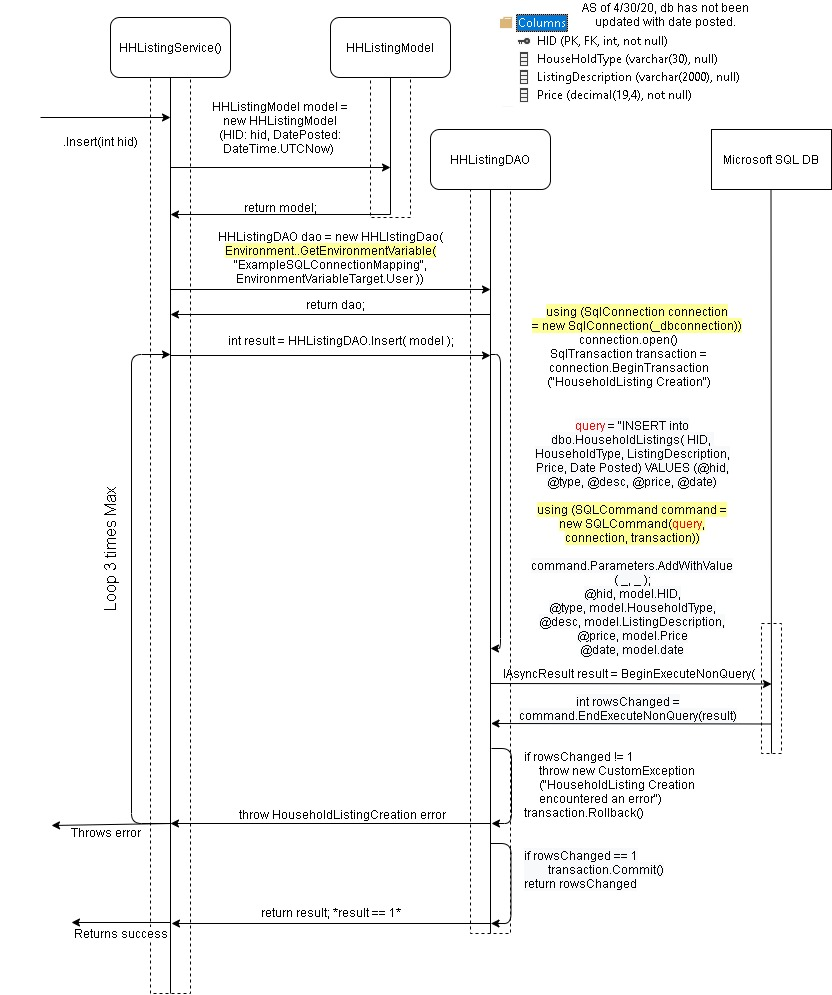 AS of 4/30/20, db has not been
updated with date posted.
Columns
HID (PK, FK, int, not null)
HouseHoldType (varchar(30), null)
ListingDescription (varchar(2000), null)
Price (decimal(19,4), not null)
HHListingService()
HHListingModel
HHListingDAO
Microsoft SQL DB
.Insert(int hid)
HHListingModel model =
new HHListingModel
(HID: hid, DatePosted:
DateTime.UTCNow)
return model;
HHListingDAO dao = new HHLIstingDao(
Environment..GetEnvironmentVariable(
"ExampleSQLConnectionMapping",
EnvironmentVariableTarget.User ))
return dao;
int result = HHListingDAO.Insert( model );
using (SqlConnection connection
= new SqlConnection(_dbconnection))
connection.open()
SqlTransaction transaction =
connection.BeginTransaction
("HouseholdListing Creation")
query = "INSERT into
dbo.HouseholdListings( HID,
HouseholdType, ListingDescription,
Price, Date Posted) VALUES (@hid,
@type, @desc, @price, @date)
using (SQLCommand command =
new SQLCommand(query,
connection, transaction))
command.Parameters.AddWithValue
( _, _ );
@hid, model.HID,
@type, model.HouseholdType,
@desc, model.ListingDescription,
@price, model.Price
@date, model.date
Loop 3 times Max
IAsyncResult result = BeginExecuteNonQuery(
int rowsChanged =
command.EndExecuteNonQuery(result)
if rowsChanged != 1
throw new CustomException
("HouseholdListing Creation
encountered an error")
transaction.Rollback()
throw HouseholdListingCreation error
Throws error
if rowsChanged == 1
transaction.Commit()
return rowsChanged
return result; *result == 1*
Returns success